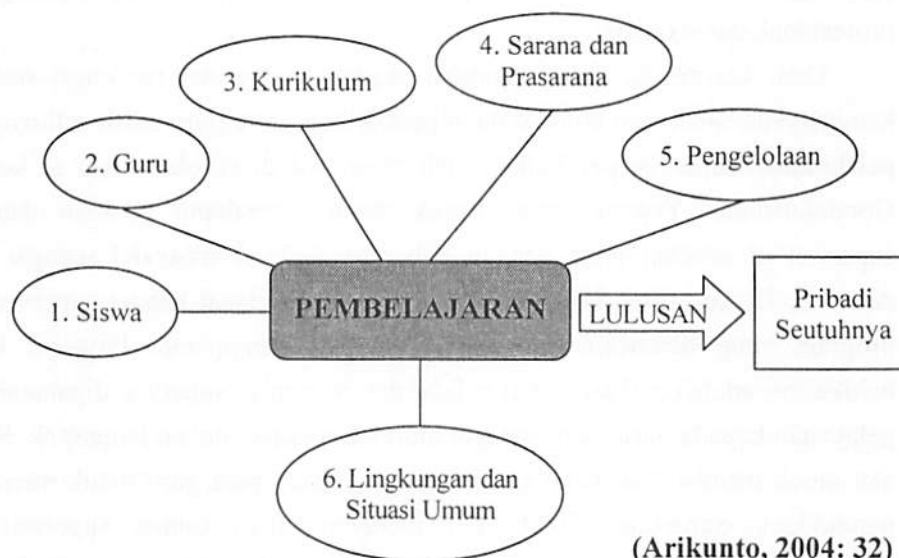 4. Sarana dan
Prasarana
3. Kurikulum
2. Guru
5. Pengelolaan
1. Siswa
PEMBELAJARAN
LULUSAN
Pribadi
Seutuhnya
6. Lingkungan dan
Situasi Umum
(Arikunto, 2004: 32)